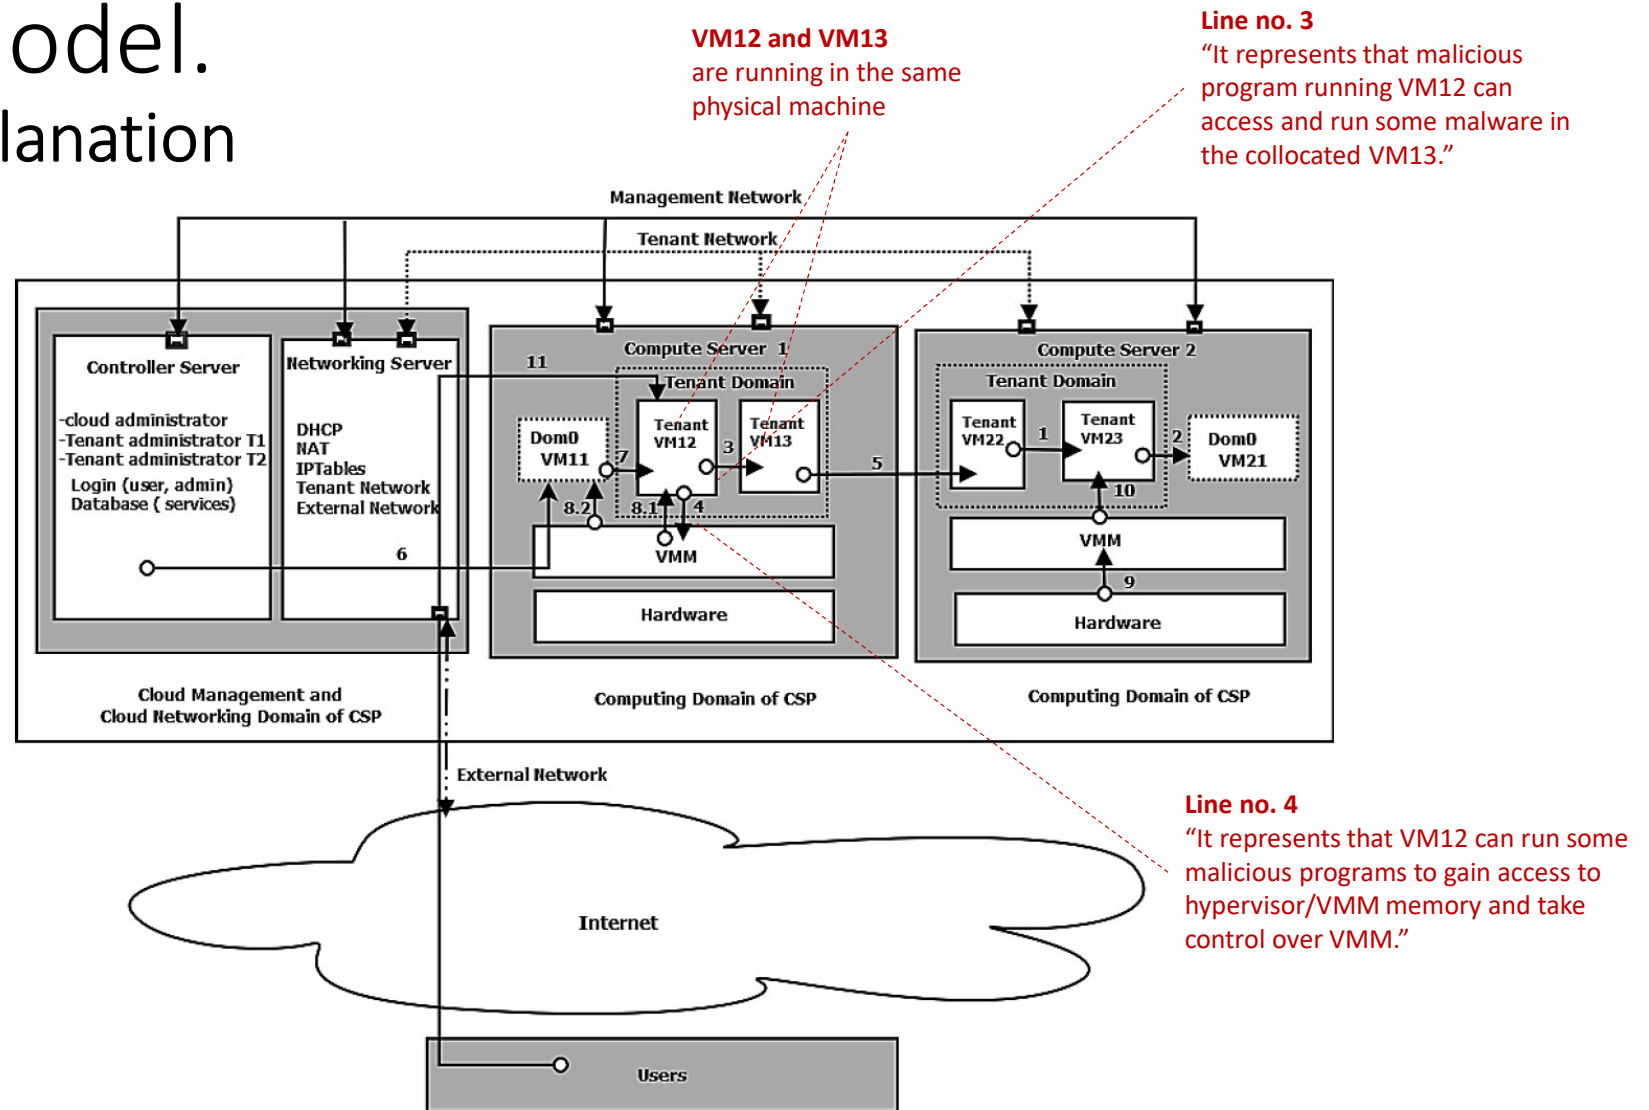 odel.
lanation
VM12 and VM13
are running in the same
physical machine
Line no. 3
“It represents that malicious
program running VM12 can
access and run some malware in
the collocated VM13.”
Management Network
Tenant Network
Controller Server
-cloud administrator
-Tenant administrator T1
-Tenant administrator T2
Login (user, admin)
Database ( services)
Networking Server
DHCP
NAT
IPTables
Tenant Network
External Network
6
11
Compute Server 1
Tenant Domain
Dom0
VM11
7
Tenant
VM12
3
Tenant
VM13
5
8.2
8.1
4
VMM
Hardware
Compute Server 2
Tenant Domain
Tenant
VM22
1
Tenant
VM23
2
Dom0
VM21
10
VMM
9
Hardware
Cloud Management and
Cloud Networking Domain of CSP
Computing Domain of CSP
Computing Domain of CSP
External Network
Line no. 4
“It represents that VM12 can run some
malicious programs to gain access to
hypervisor/VMM memory and take
control over VMM.”
Internet
Users